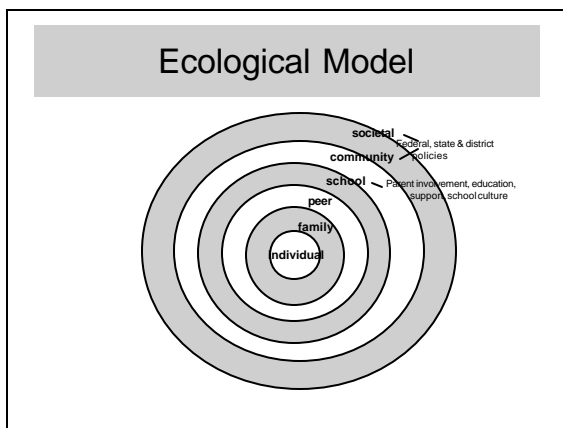 Ecological Model
societal
Federal, state & district
community
policies
school
Parent involvement, education,
support, school culture
peer
family
individual